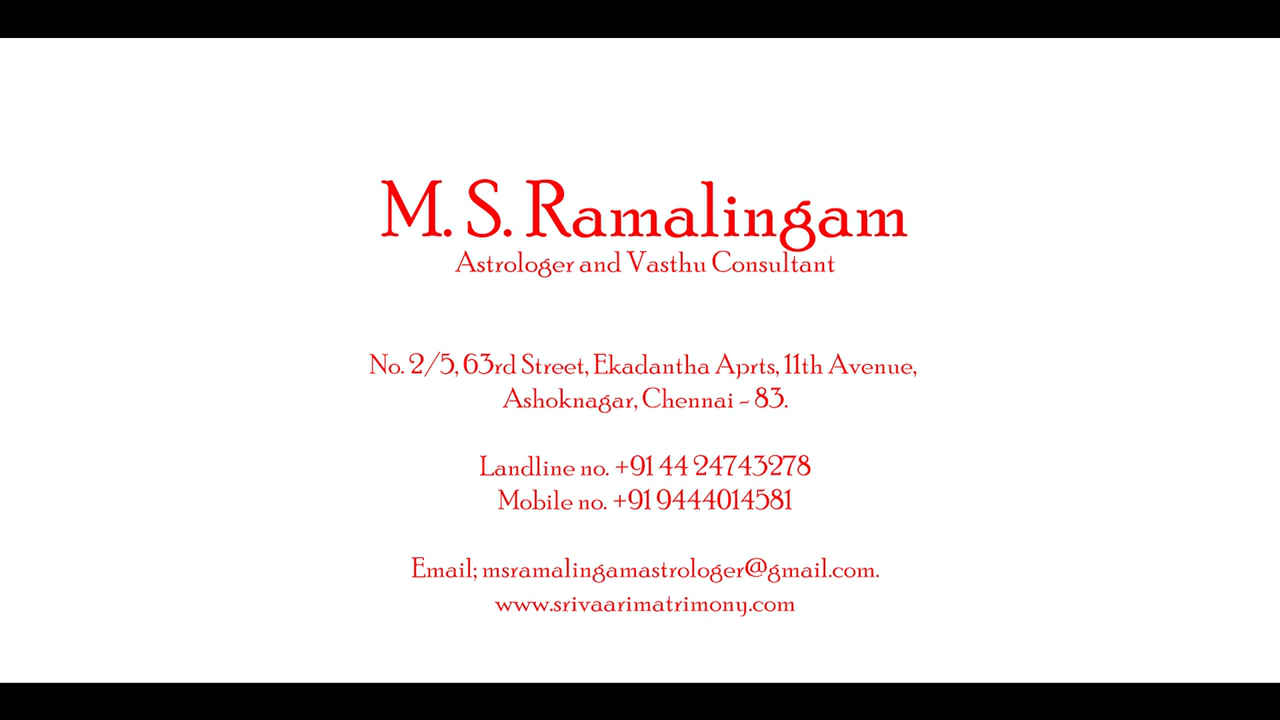 M. S. Ramalingam
Astrologer and Vasthu Consultant
No. 2/5, 63rd Street, Ekadantha Aprts, 11th Avenue,
Ashoknagar, Chennai - 83.
Landline no. +91 44 24743278
Mobile no. +91 9444014581
Email; msramalingamastrologer@gmail.com.
www.srivaarimatrimony.com